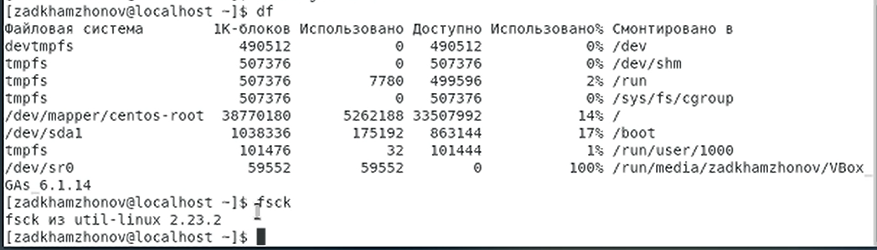 [zadkhamzhonov@localhost ~]$ df
Файловая система 1K-блоков Использовано Доступно Использовано% Смонтировано в
devtmpfs 490512 0 490512 0% /dev
tmpfs 507376 0 507376 0% /dev/shm
tmpfs 507376 7780 499596 2% /run
tmpfs 507376 0 507376 0% /sys/fs/cgroup
/dev/mapper/centos-root 38770180 5262188 33507992 14% /
/dev/sda1 1038336 175192 863144 17% /boot
tmpfs 101476 32 101444 1% /run/user/1000
/dev/sr0 59552 59552 0 100% /run/media/zadkhamzhonov/VBox_
GAs_6.1.14
[zadkhamzhonov@localhost ~]$ fsck
fsck из util-linux 2.23.2
[zadkhamzhonov@localhost ~]$